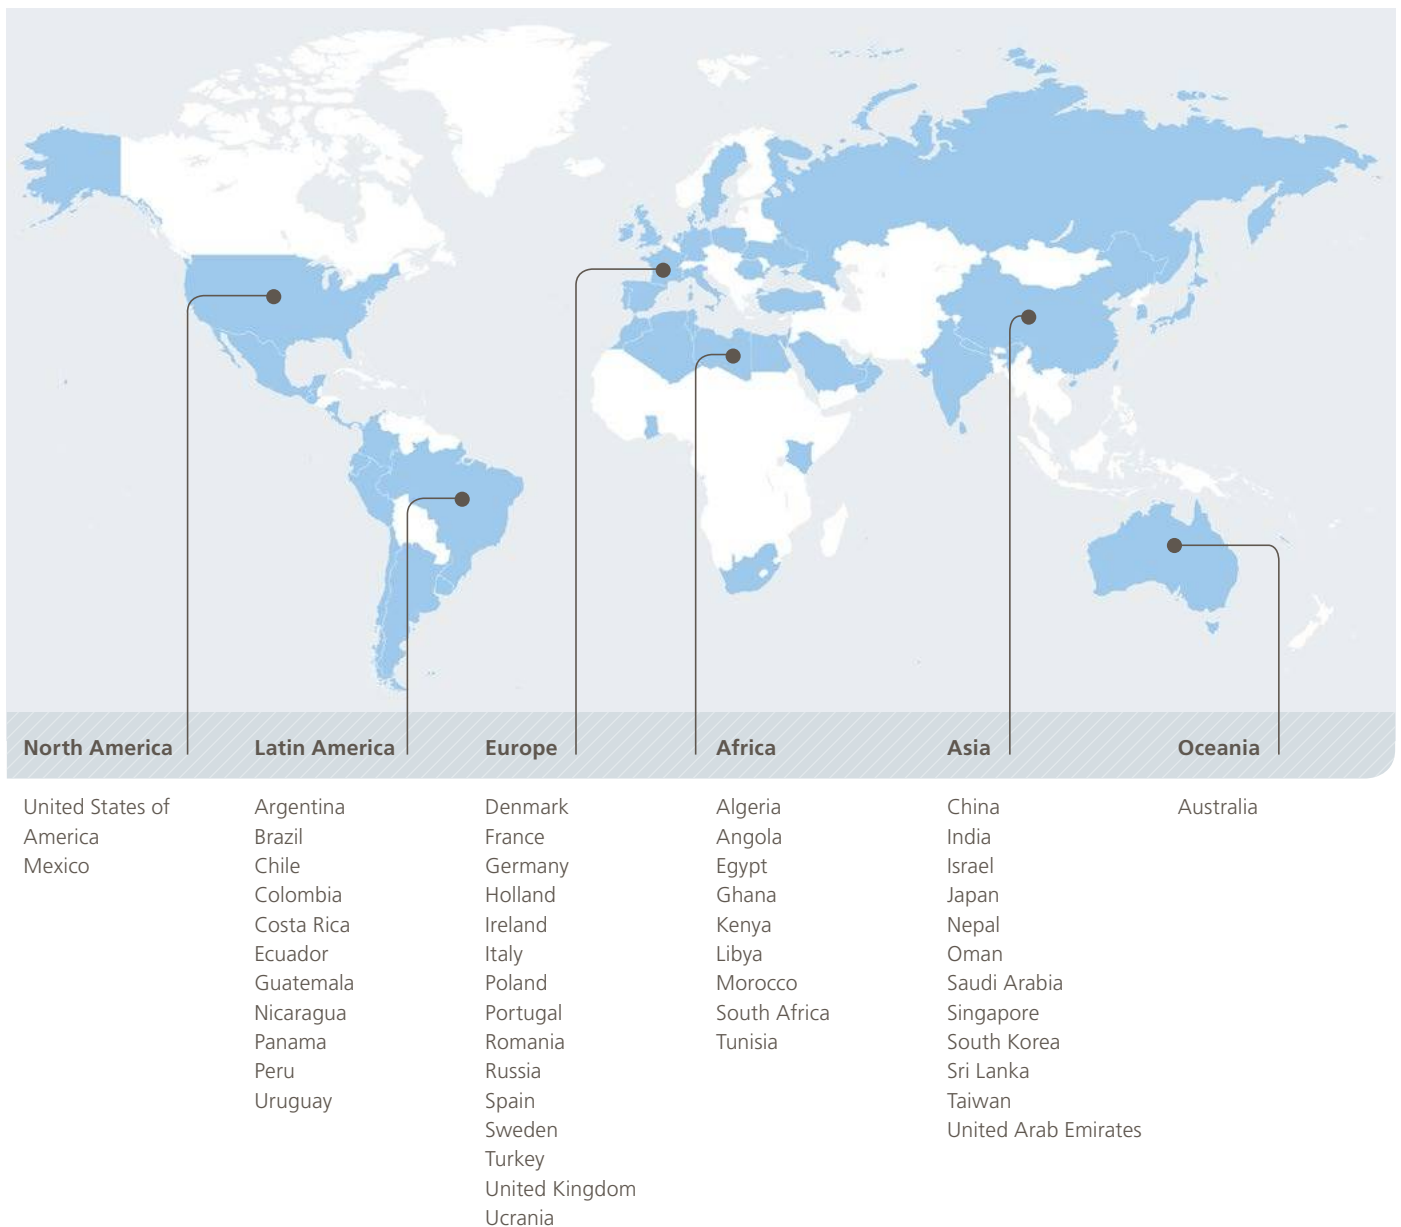 North America
Latin America
Europe
Africa
Asia
Oceania
United States of
America
Mexico
Argentina
Brazil
Chile
Colombia
Costa Rica
Ecuador
Guatemala
Nicaragua
Panama
Peru
Uruguay
Denmark
France
Germany
Holland
Ireland
Italy
Poland
Portugal
Romania
Russia
Spain
Sweden
Turkey
United Kingdom
Ucrania
Algeria
Angola
Egypt
Ghana
Kenya
Libya
Morocco
South Africa
Tunisia
China
India
Israel
Japan
Nepal
Oman
Saudi Arabia
Singapore
South Korea
Sri Lanka
Taiwan
United Arab Emirates
Australia